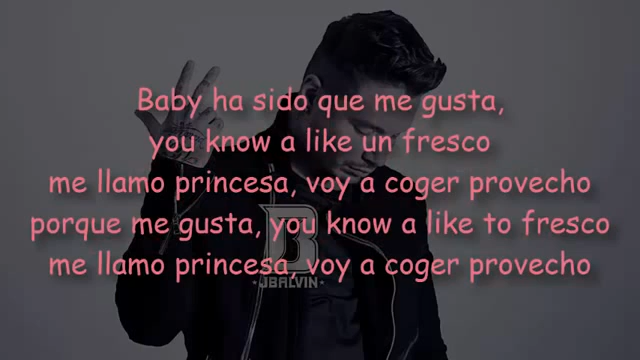 Baby ha sido que me gusta,
you know a like un fresco
me llamo princesa, voy a coger provecho
porque me gusta, you know a like to fresco
me llamo princesa, voy a coger provecho
B
JBALVIN